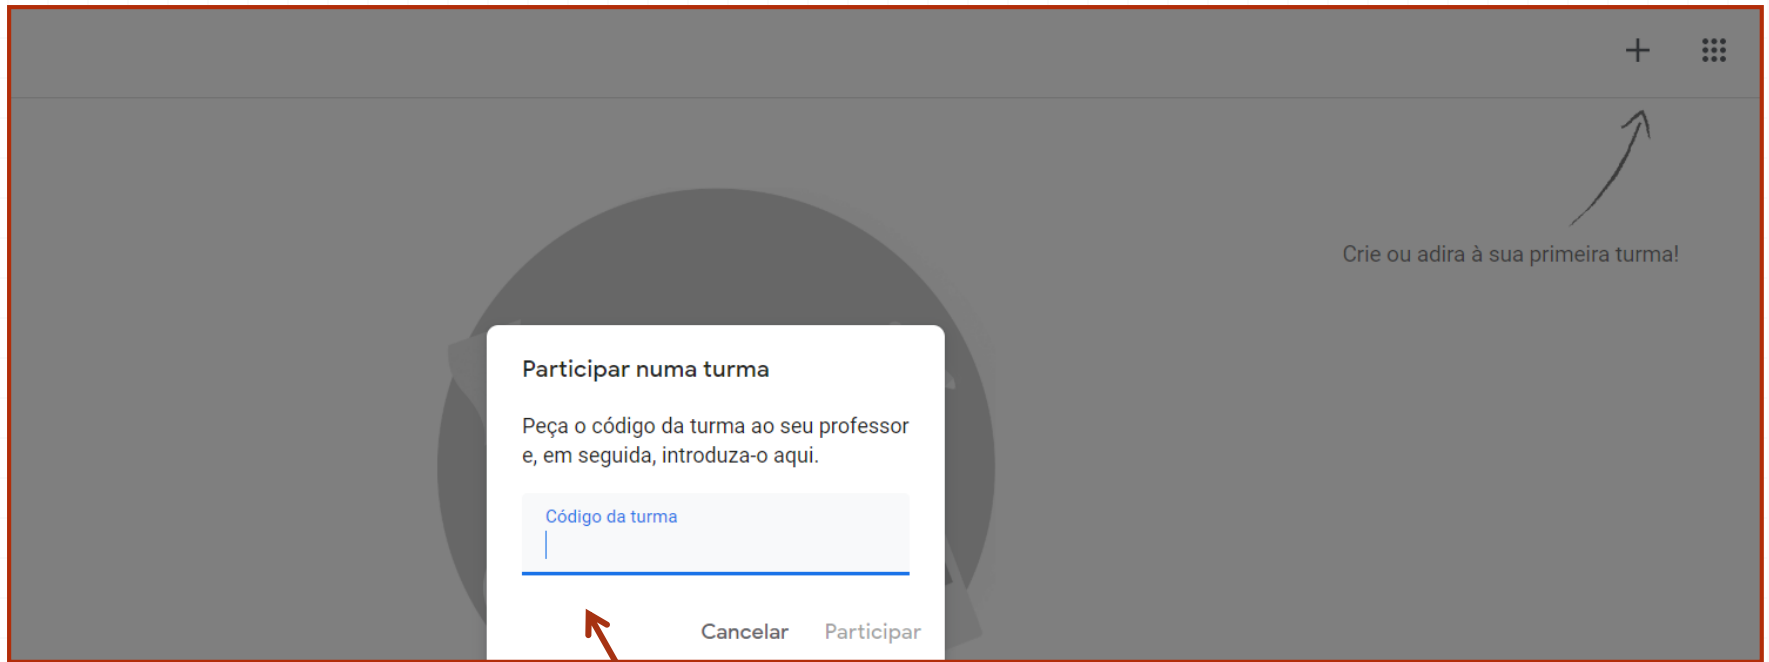 Crie ou adira à sua primeira turma!
Participar numa turma
Peça o código da turma ao seu professor
e, em seguida, introduza-o aqui.
Código da turma
Cancelar Participar